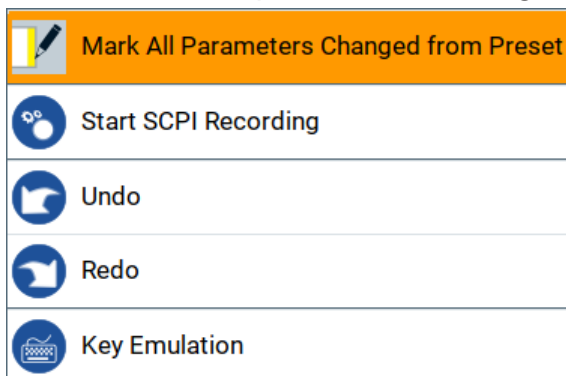 Mark All Parameters Changed from Preset
Start SCPI Recording
Undo
Redo
Key Emulation